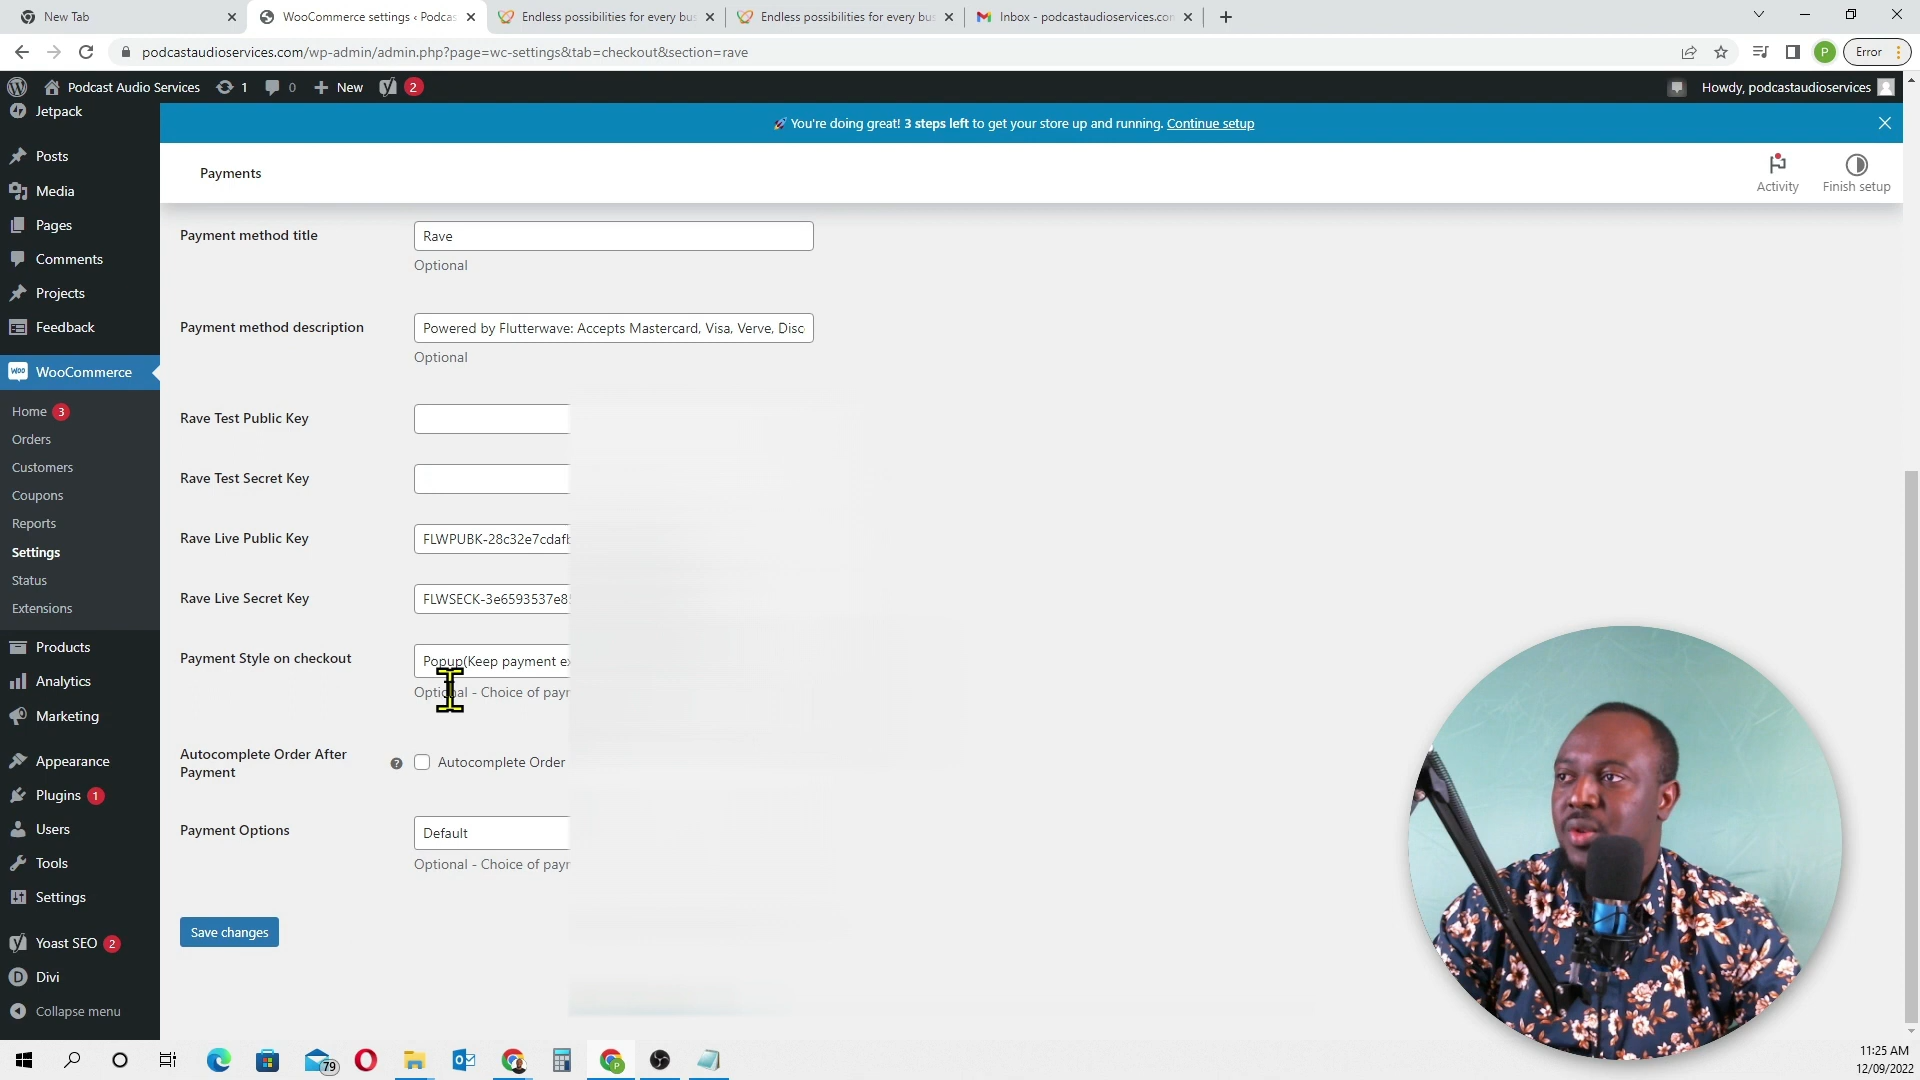 New Tab
WooCommerce settings ‹ Podcas
Endless possibilities for every bus
Endless possibilities for every bus
Inbox - podcastaudioservices.con
podcastaudioservices.com/wp-admin/admin.php?page=wc-settings&tab=checkout&section=rave
P
Error
Podcast Audio Services
1
0
New
2
Howdy, podcastaudioservices
Jetpack
Posts
Media
Pages
Comments
Projects
Feedback
WooCommerce
Home 3
Orders
Customers
Coupons
Reports
Settings
Status
Extensions
Products
Analytics
Marketing
Appearance
Plugins 1
Users
Tools
Settings
Yoast SEO 2
Divi
Collapse menu
You're doing great! 3 steps left to get your store up and running. Continue setup
Payments
Activity
Finish setup
Payment method title
Rave
Optional
Payment method description
Powered by Flutterwave: Accepts Mastercard, Visa, Verve, Disc
Optional
Rave Test Public Key
Rave Test Secret Key
Rave Live Public Key
FLWPUBK-28c32e7cdaf
Rave Live Secret Key
FLWSECK-3e6593537e8
Payment Style on checkout
Popup(Keep payment ex
Optional - Choice of payr
Autocomplete Order After
Payment
Autocomplete Order
Payment Options
Default
Optional - Choice of payr
Save changes
79
11:25 AM
12/09/2022